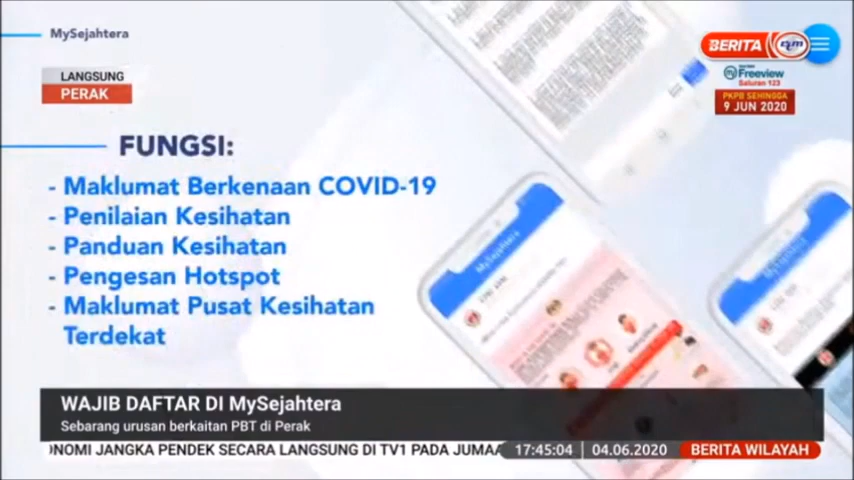 MySejahtera
BERITA rtm
LANGSUNG
PERAK
Freeview
Saluran 123
PKPB SEHINGGA
9 JUN 2020
FUNGSI:
- Maklumat Berkenaan COVID-19
- Penilaian Kesihatan
- Panduan Kesihatan
- Pengesan Hotspot
- Maklumat Pusat Kesihatan
Terdekat
MySejahtera
WAJIB DAFTAR DI MySejahtera
Sebarang urusan berkaitan PBT di Perak
ONOMI JANGKA PENDEK SECARA LANGSUNG DI TV1 PADA JUMAA 17:45:04 04.06.2020 BERITA WILAYAH